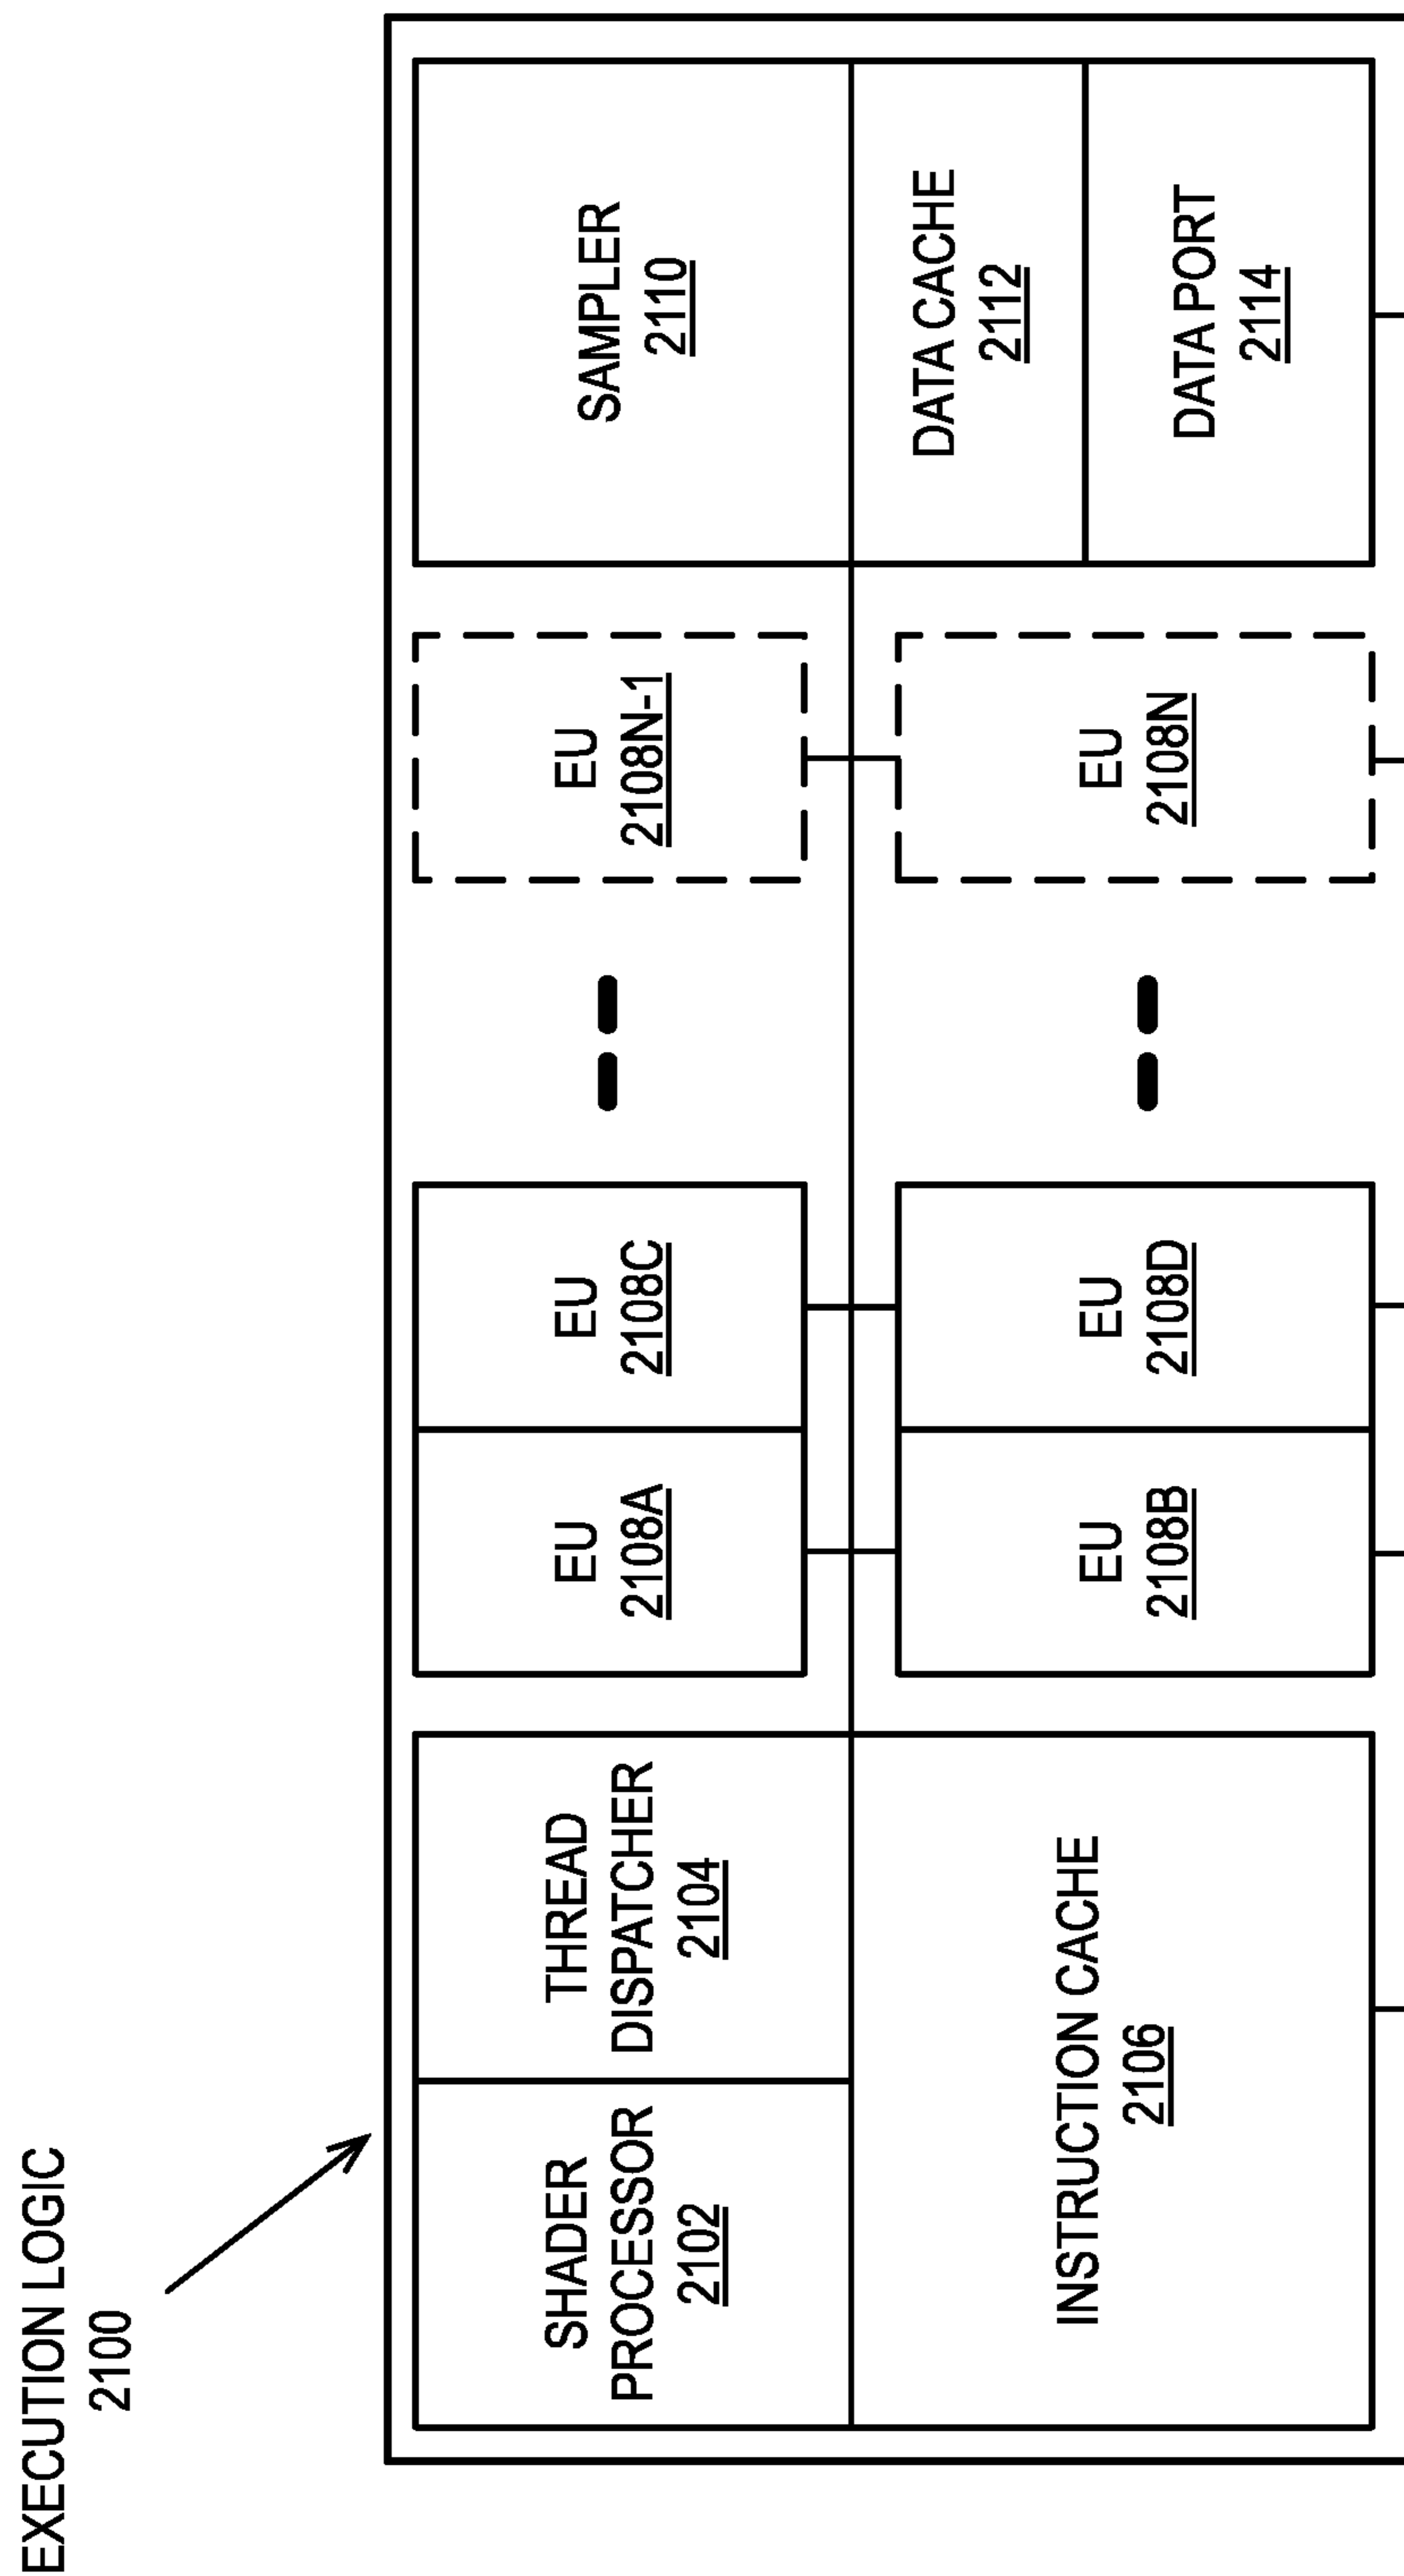 EXECUTION LOGIC
2100
SHADER
PROCESSOR
2102
THREAD
DISPATCHER
2104
EU
2108A
EU
2108C
EU
2108N-1
SAMPLER
2110
INSTRUCTION CACHE
2106
EU
2108B
EU
2108D
EU
2108N
DATA CACHE
2112
DATA PORT
2114